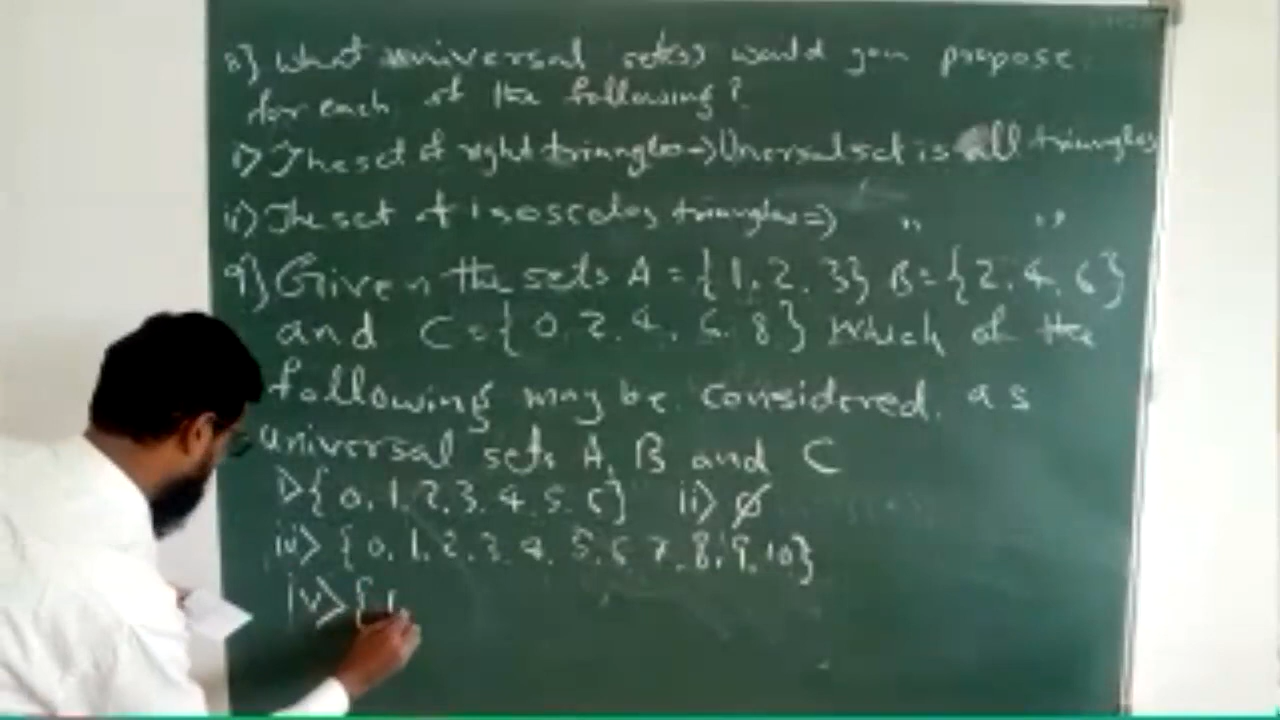 8} What universal set(s) would you propose
for each of the following?
i> The set of right triangles => Unersal set is all triangles
ii> The set of isosceles triangles => " "
9} Given the sets A = {1, 2, 3} B = {2, 4, 6}
and C = {0, 2, 4, 6, 8} Which of the
following may be considered as
universal sets A, B and C
i> {0, 1, 2, 3, 4, 5, 6} ii> ∅
iii> {0, 1, 2, 3, 4, 5, 6, 7, 8, 9, 10}
iv> {1